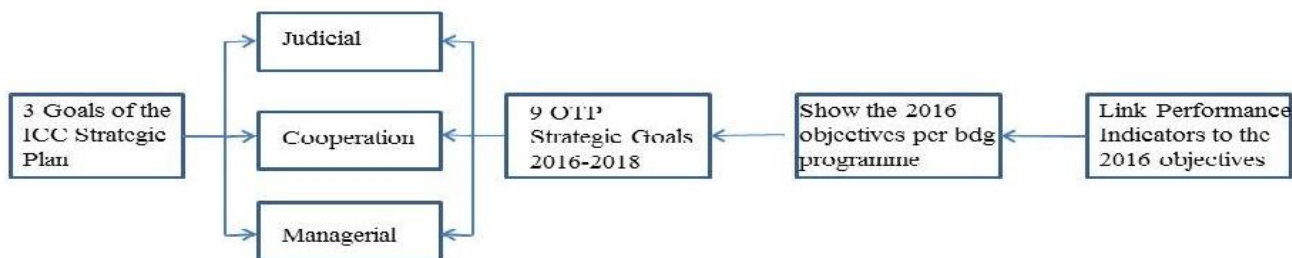 3 Goals of the
ICC Strategic
Plan
Judicial
Cooperation
Managerial
9 OTP
Strategic Goals
2016-2018
Show the 2016
objectives per bdg
programme
Link Performance
Indicators to the
2016 objectives